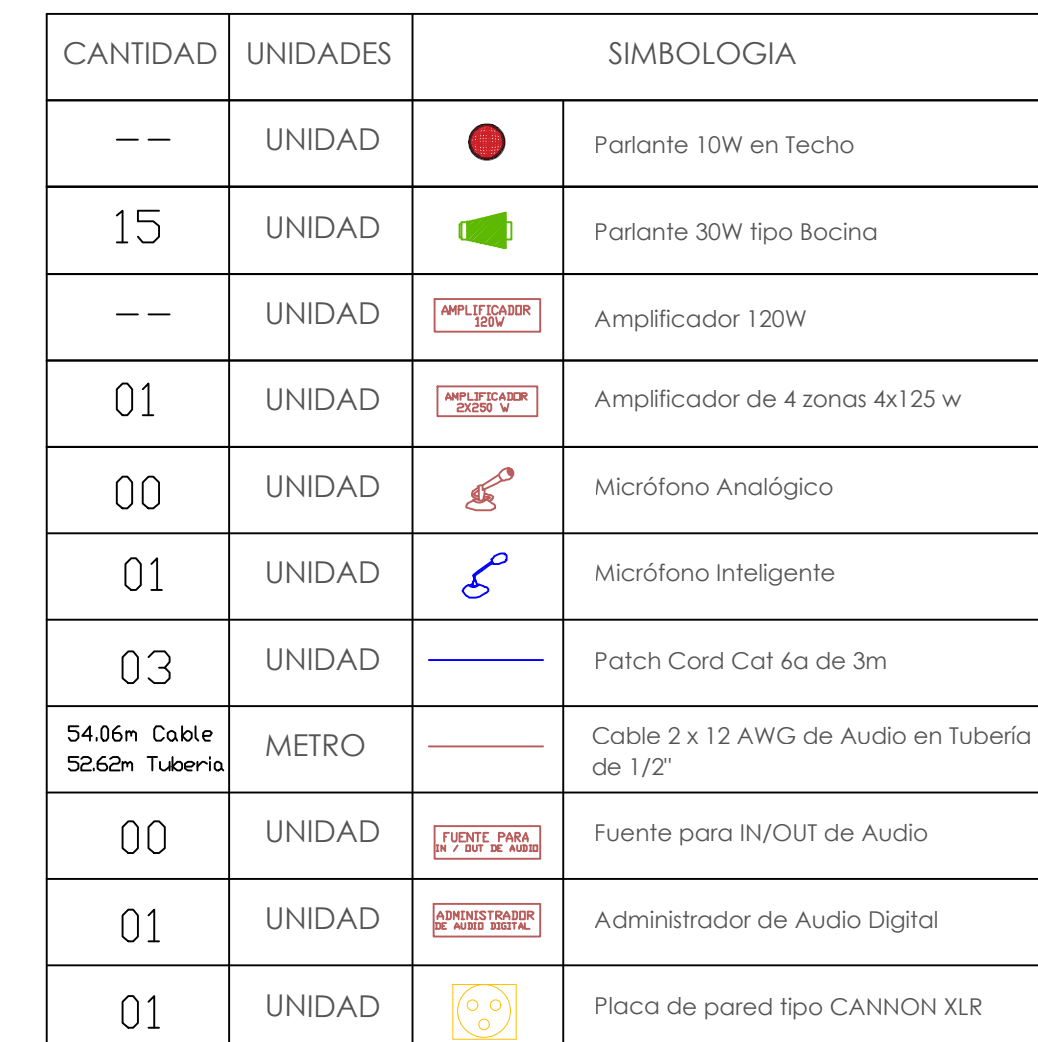 CANTIDAD UNIDADES SIMBOLOGIA
-- UNIDAD Parlante 10W en Techo
15 UNIDAD Parlante 30W tipo Bocina
-- UNIDAD AMPLIFICADOR 120W Amplificador 120W
01 UNIDAD AMPLIFICADOR 2X250 W Amplificador de 4 zonas 4x125 w
00 UNIDAD Micrófono Analógico
01 UNIDAD Micrófono Inteligente
03 UNIDAD Patch Cord Cat 6a de 3m
54.06m Cable
52.62m Tuberia
METRO
Cable 2 x 12 AWG de Audio en Tubería
de 1/2"
00 UNIDAD FUENTE PARA IN / OUT DE AUDIO Fuente para IN/OUT de Audio
01 UNIDAD ADMINISTRADOR DE AUDIO DIGITAL Administrador de Audio Digital
01 UNIDAD Placa de pared tipo CANNON XLR